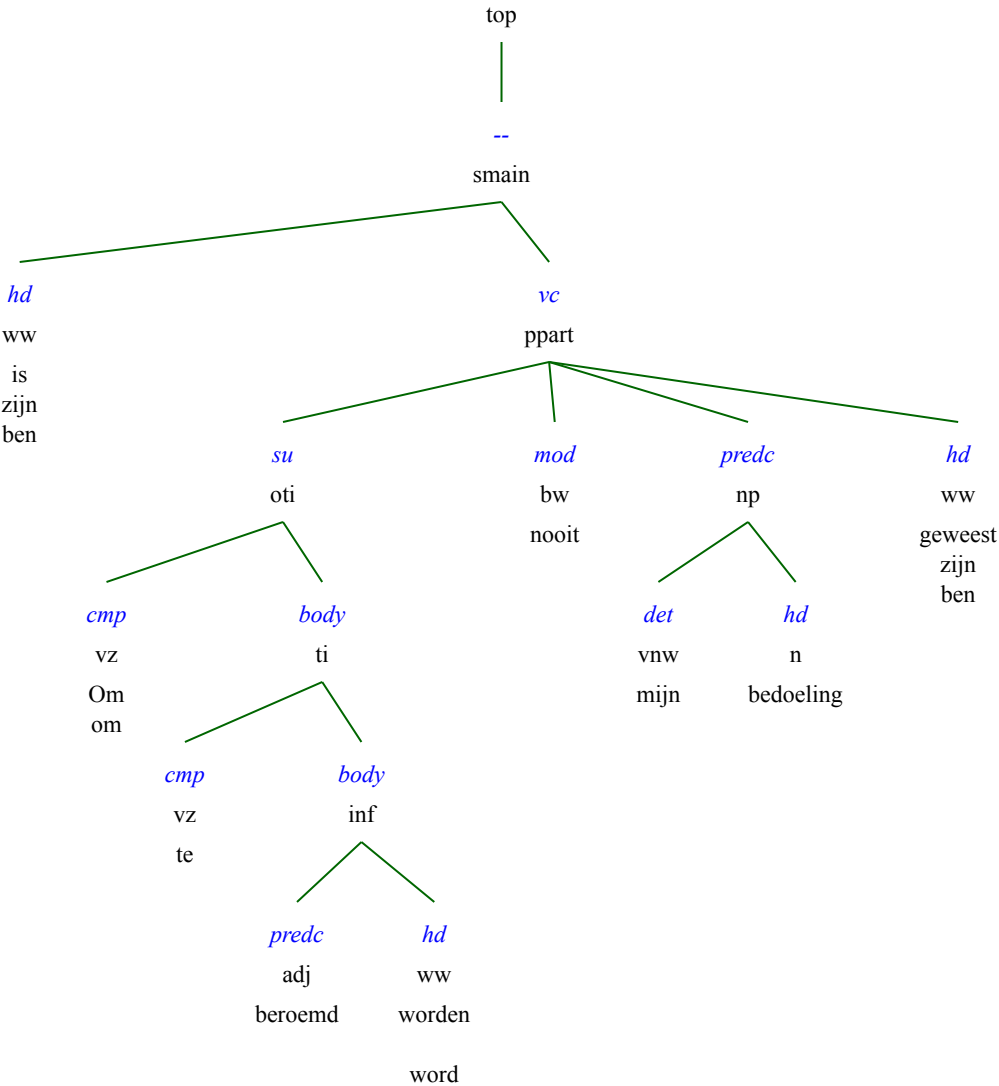 top
--
smain
hd vc
ww ppart
is
zijn
ben
su mod predc hd
oti bw np ww
nooit geweest
zijn
ben
cmp body det hd
vz ti vnw n
Om mijn bedoeling
om
cmp body
vz inf
te
predc hd
adj ww
beroemd worden
word